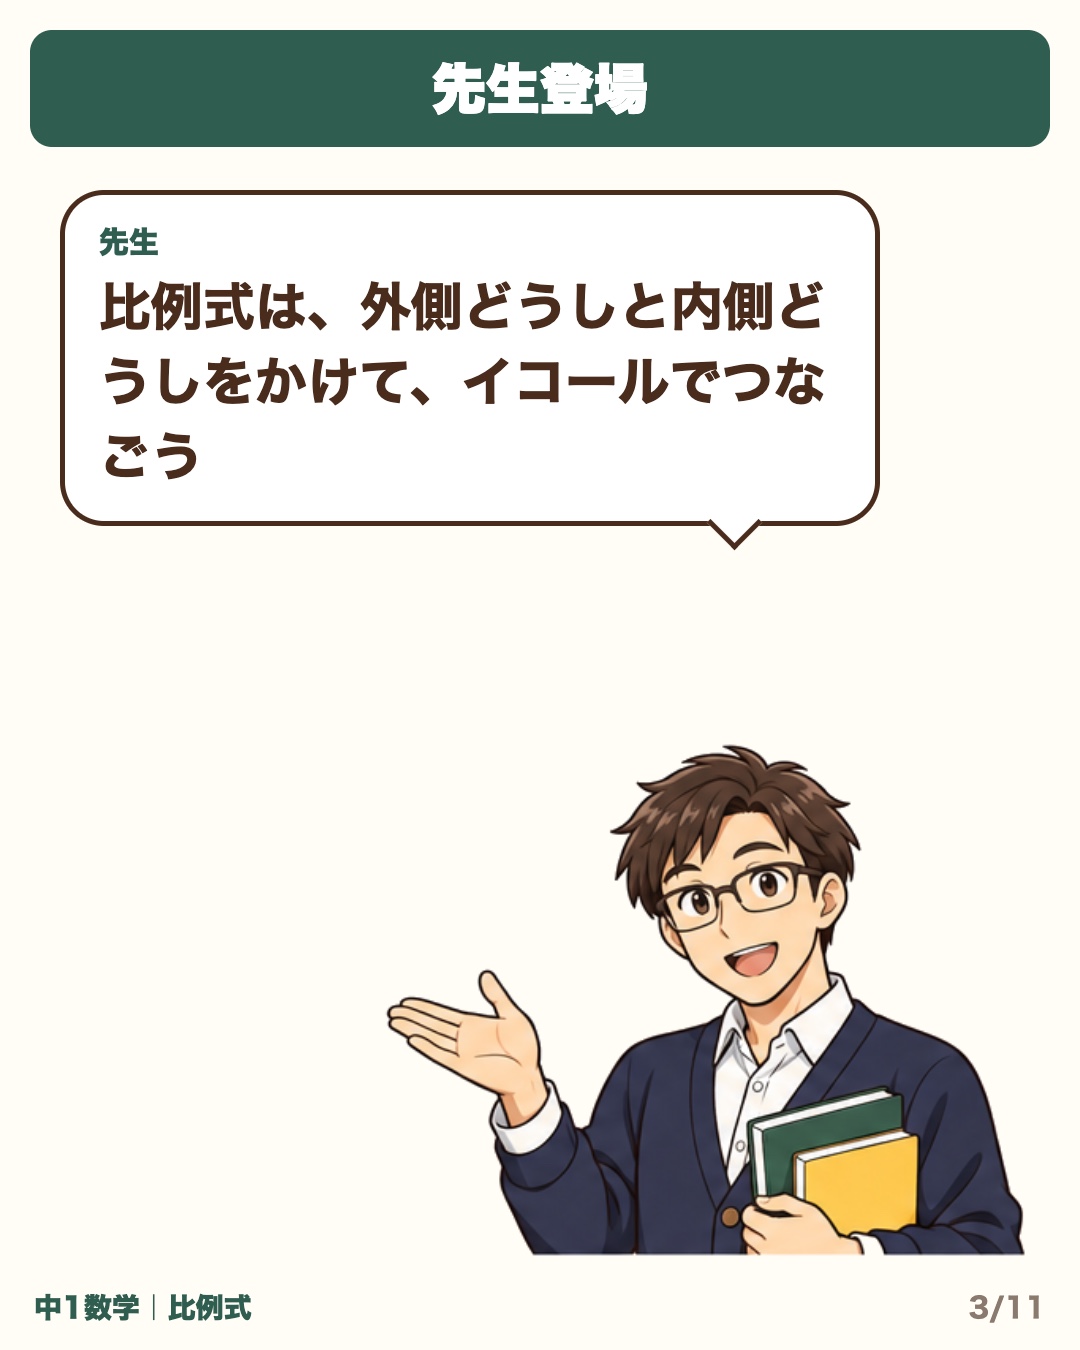 先生登場
先生
比例式は、外側どうしと内側ど
うしをかけて、イコールでつな
ごう
中1数学｜比例式
3/11